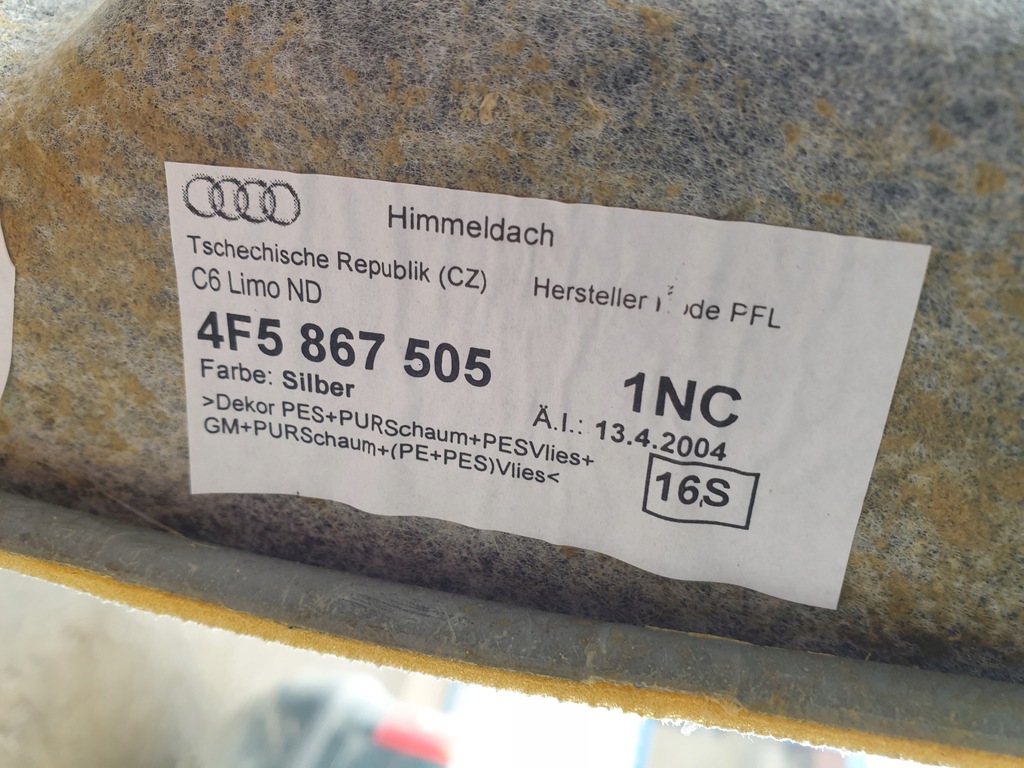 Himmeldach
Tschechische Republik (CZ)
Hersteller PFL
C6 Limo ND
4F5 867 505 1NC
Farbe: Silber
Ä.I.: 13.4.2004
>Dekor PES+PURSchaum+PESVlies+
GM+PURSchaum+(PE+PES)Vlies<
16,S